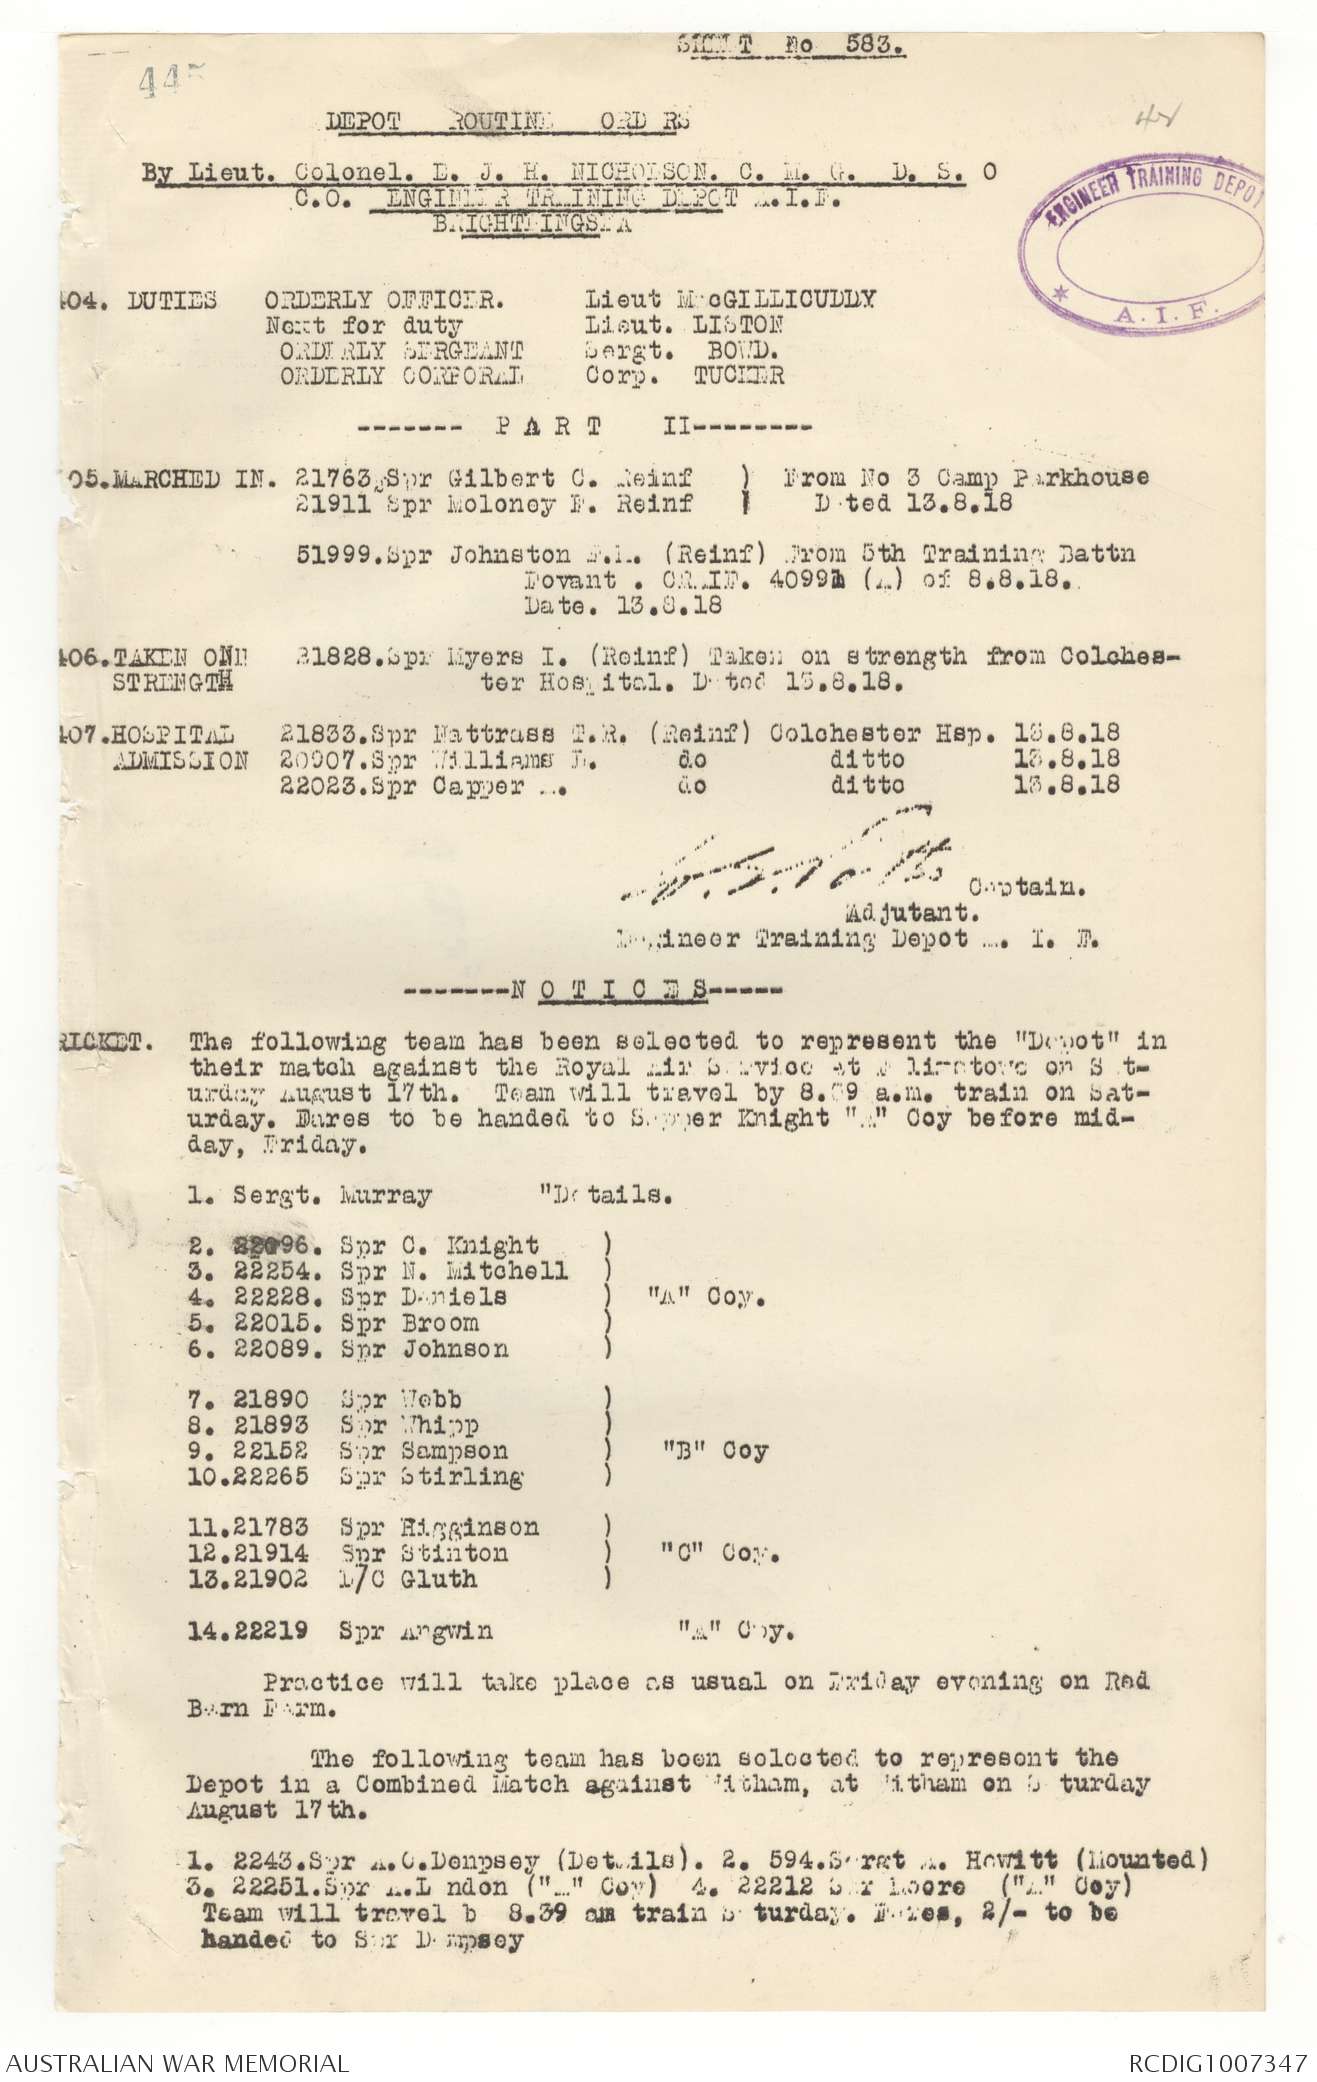 SHEET No 583.
445
DEPOT ROUTINE ORDERS
44
By Lieut. Colonel. E. J. H. NICHOLSON. C. M. G. D. S. O
C.O. ENGINEER TRAINING DEPOT A.I.F.
BRIGHTLINGSEA
ENGINEER TRAINING DEPOT
A.I.F.
404. DUTIES ORDERLY OFFICER. Lieut MacGILLICUDDY
Next for duty Lieut. LISTON
ORDERLY SERGEANT Sergt. BOWD.
ORDERLY CORPORAL Corp. TUCKER
------- P A R T II--------
05.MARCHED IN. 21763.Spr Gilbert C. Reinf ) From No 3 Camp Parkhouse
21911 Spr Moloney F. Reinf ) Dated 13.8.18
51999.Spr Johnston (Reinf) From 5th Training Battn
Fovant . CRAIF. 40991 (A) of 8.8.18.
Date. 13.8.18
406.TAKEN ONE 21828.Spr Myers I. (Reinf) Taken on strength from Colches-
STRENGTH ter Hospital. Dated 13.8.18.
407.HOSPITAL 21833.Spr Nattrass T.R. (Reinf) Colchester Hsp. 13.8.18
ADMISSION 20907.Spr Williams L. do ditto 13.8.18
22023.Spr Capper A. do ditto 13.8.18
Captain.
Adjutant.
Engineer Training Depot A. I. F.
-------N O T I C E S-----
RICKET. The following team has been selected to represent the "Depot" in
their match against the Royal Air Service at Felixstowe on Sat-
urday August 17th. Team will travel by 8.39 a.m. train on Sat-
urday. Fares to be handed to Sapper Knight "A" Coy before mid-
day, Friday.
1. Sergt. Murray "Details.
2. 22096. Spr C. Knight )
3. 22254. Spr N. Mitchell )
4. 22228. Spr Daniels ) "A" Coy.
5. 22015. Spr Broom )
6. 22089. Spr Johnson )
7. 21890 Spr Webb )
8. 21893 Spr Whipp )
9. 22152 Spr Sampson ) "B" Coy
10.22265 Spr Stirling )
11.21783 Spr Higginson )
12.21914 Spr Stinton ) "C" Coy.
13.21902 L/C Gluth )
14.22219 Spr Angwin "A" Coy.
Practice will take place as usual on Friday evening on Red
Barn Farm.
The following team has been selected to represent the
Depot in a Combined Match against Witham, at Witham on Saturday
August 17th.
1. 2243.Spr A.C.Dempsey (Details). 2. 594.Sergt A. Hewitt (Mounted)
3. 22251.Spr A.London ("A" Coy) 4. 22212 Spr Moore ("A" Coy)
Team will travel b 8.39 am train Saturday. Fares, 2/- to be
handed to Spr Dempsey
AUSTRALIAN WAR MEMORIAL
RCDIG1007347